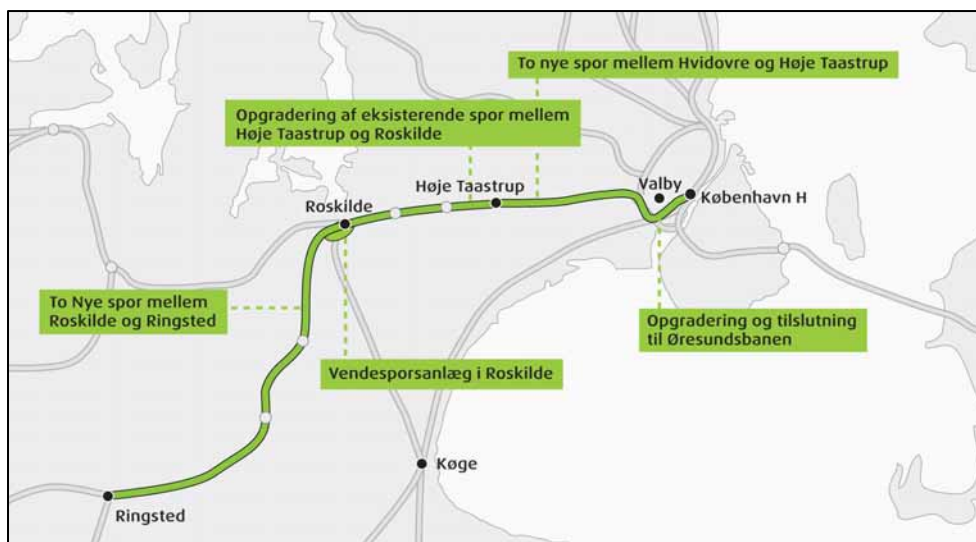 To nye spor mellem Hvidovre og Høje Taastrup
Opgradering af eksisterende spor mellem
Høje Taastrup og Roskilde
Valby
København H
Høje Taastrup
Roskilde
To Nye spor mellem
Roskilde og Ringsted
Opgradering og tilslutning
til Øresundsbanen
Vendesporsanlæg i Roskilde
Køge
Ringsted